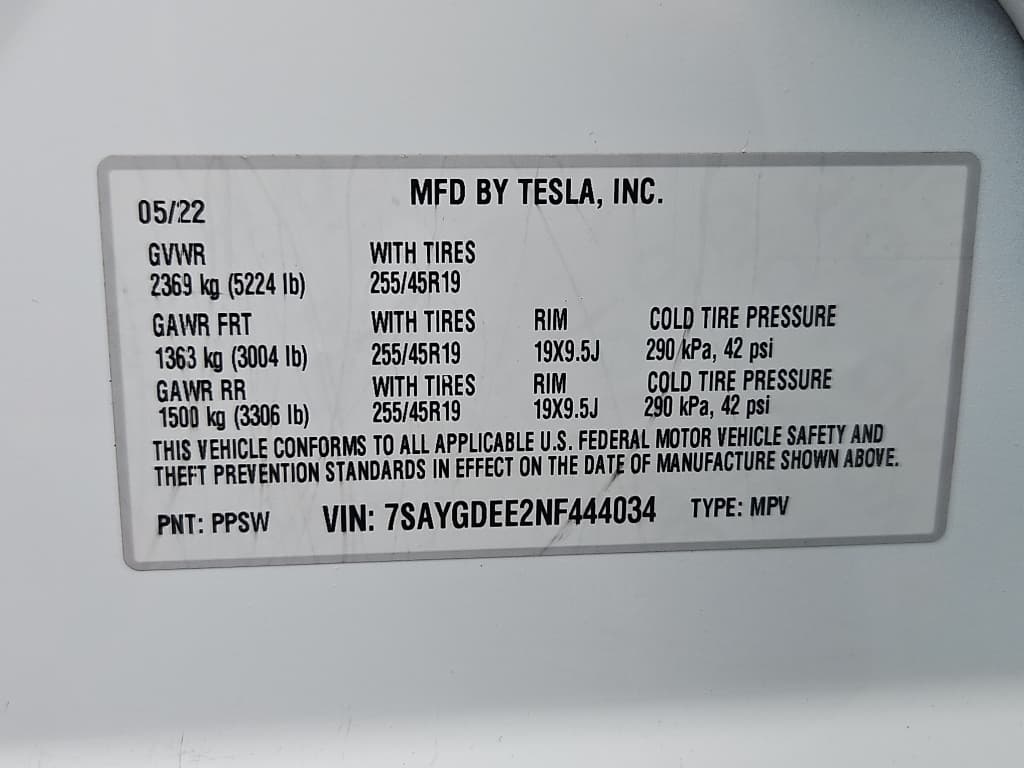 MFD BY TESLA, INC.
05/22
GVWR WITH TIRES
2369 kg (5224 lb) 255/45R19
GAWR FRT WITH TIRES RIM COLD TIRE PRESSURE
1363 kg (3004 lb) 255/45R19 19X9.5J 290 kPa, 42 psi
GAWR RR WITH TIRES RIM COLD TIRE PRESSURE
1500 kg (3306 lb) 255/45R19 19X9.5J 290 kPa, 42 psi
THIS VEHICLE CONFORMS TO ALL APPLICABLE U.S. FEDERAL MOTOR VEHICLE SAFETY AND
THEFT PREVENTION STANDARDS IN EFFECT ON THE DATE OF MANUFACTURE SHOWN ABOVE.
PNT: PPSW VIN: 7SAYGDEE2NF444034 TYPE: MPV